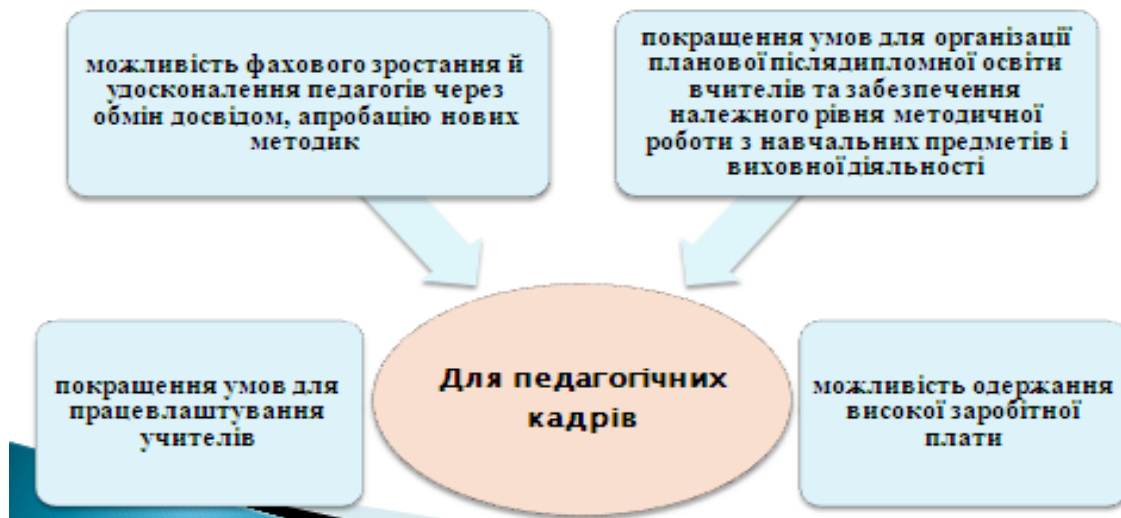 можливість фахового зростання й
удосконалення педагогів через
обмін досвідом, апробацію нових
методик
покращення умов для організації
планової післядипломної освіти
вчителів та забезпечення
належного рівня методичної
роботи з навчальних предметів і
виховної діяльності
покращення умов для
працевлаштування
учителів
Для педагогічних
кадрів
можливість одержання
високої заробітної
плати